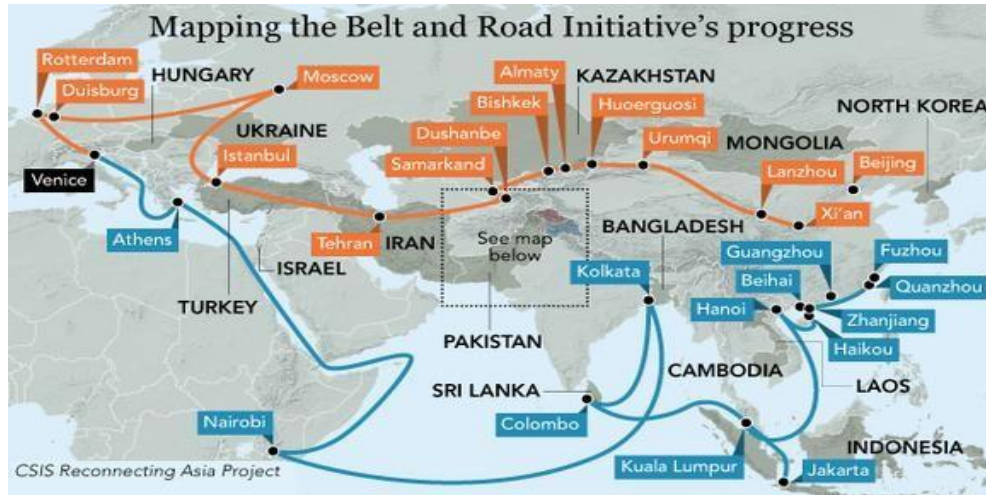 Mapping the Belt and Road Initiative's progress
Rotterdam
Duisburg
HUNGARY
Moscow
Almaty
KAZAKHSTAN
Bishkek
Huoerguosi
NORTH KOREA
UKRAINE
Dushanbe
Urumqi
MONGOLIA
Istanbul
Samarkand
Lanzhou
Beijing
Venice
Xi'an
Athens
Tehran
IRAN
See map
below
BANGLADESH
ISRAEL
Guangzhou
Fuzhou
TURKEY
Kolkata
Beihai
Quanzhou
Hanoi
Zhanjiang
PAKISTAN
Haikou
CAMBODIA
LAOS
SRI LANKA
Colombo
Nairobi
INDONESIA
Kuala Lumpur
Jakarta
CSIS Reconnecting Asia Project